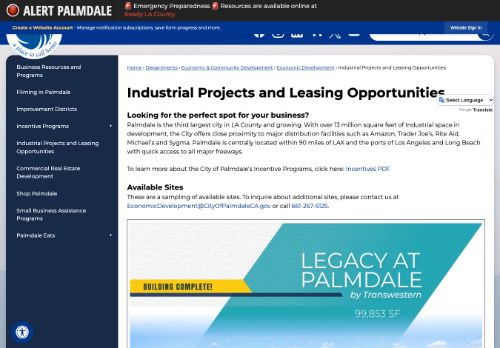 ALERT PALMDALE
🚨 Emergency Preparedness 🚨 Resources are available online at
Ready LA County.
Create a Website Account - Manage notification subscriptions, save form progress and more.
Website Sign In
a place to call home
Select Language
Google Translate
Business Resources and
Programs
Filming in Palmdale
Improvement Districts
Incentive Programs +
Industrial Projects and Leasing
Opportunities
Commercial Real Estate
Development
Shop Palmdale
Small Business Assistance
Programs
Palmdale Eats +
Home › Departments › Economic & Community Development › Economic Development › Industrial Projects and Leasing Opportunities
Industrial Projects and Leasing Opportunities
Looking for the perfect spot for your business?
Palmdale is the third largest city in LA County and growing. With over 13 million square feet of Industrial space in
development, the City offers close proximity to major distribution facilities such as Amazon, Trader Joe's, Rite Aid,
Michael's and Sygma. Palmdale is centrally located within 90 miles of LAX and the ports of Los Angeles and Long Beach
with quick access to all major freeways.
To learn more about the City of Palmdale's Incentive Programs, click here: Incentives PDF
Available Sites
These are a sampling of available sites. To inquire about additional sites, please contact us at
EconomicDevelopment@CityOfPalmdaleCA.gov or call 661-267-5125.
BUILDING COMPLETE!
LEGACY AT
PALMDALE
by Transwestern
99,853 SF